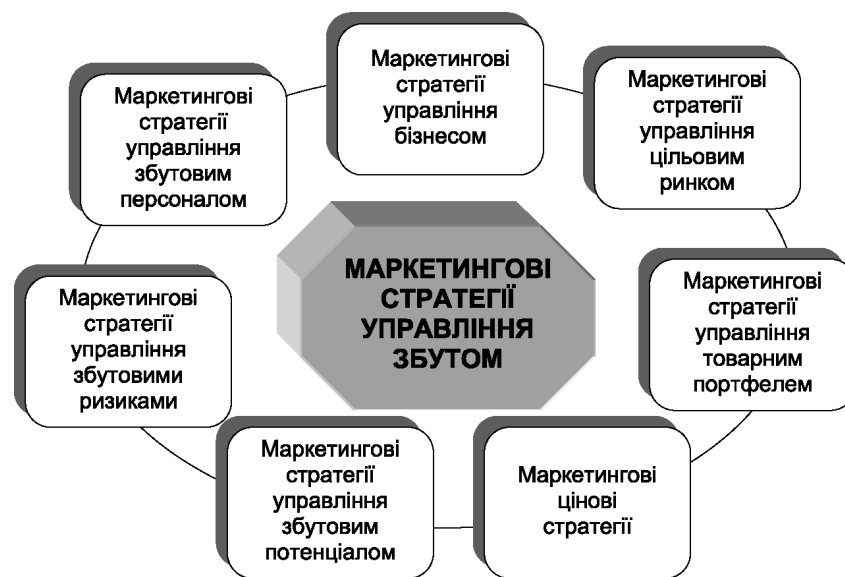 Маркетингові
стратегії
управління
бізнесом
Маркетингові
стратегії
управління
цільовим
ринком
Маркетингові
стратегії
управління
товарним
портфелем
Маркетингові
цінові
стратегії
Маркетингові
стратегії
управління
збутовим
потенціалом
Маркетингові
стратегії
управління
збутовими
ризиками
Маркетингові
стратегії
управління
збутовим
персоналом
МАРКЕТИНГОВІ
СТРАТЕГІЇ
УПРАВЛІННЯ
ЗБУТОМ